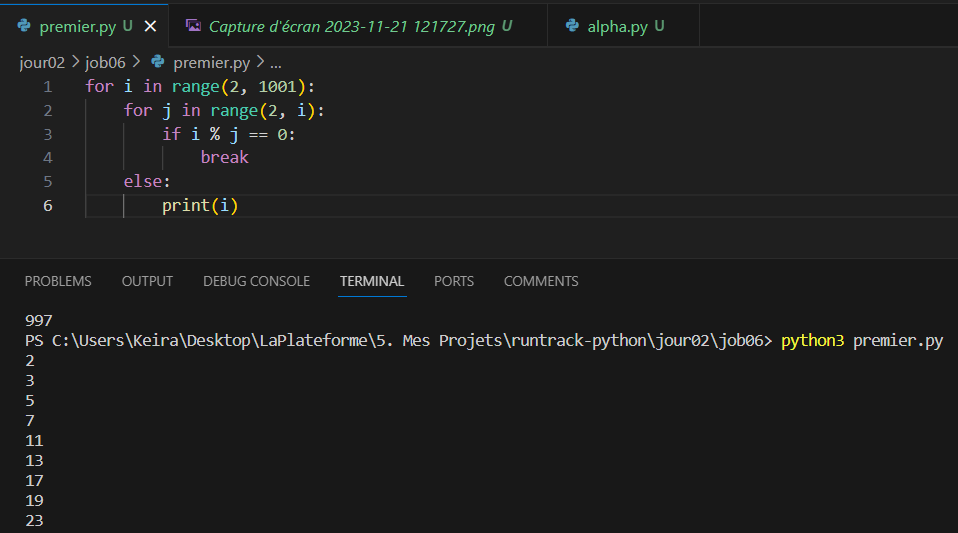 premier.py U Capture d'écran 2023-11-21 121727.png U alpha.py U
jour02 > job06 > premier.py > ...
1 for i in range(2, 1001):
2 for j in range(2, i):
3 if i % j == 0:
4 break
5 else:
6 print(i)
PROBLEMS OUTPUT DEBUG CONSOLE TERMINAL PORTS COMMENTS
997
PS C:\Users\Keira\Desktop\LaPlateforme\5. Mes Projets\runtrack-python\jour02\job06> python3 premier.py
2
3
5
7
11
13
17
19
23